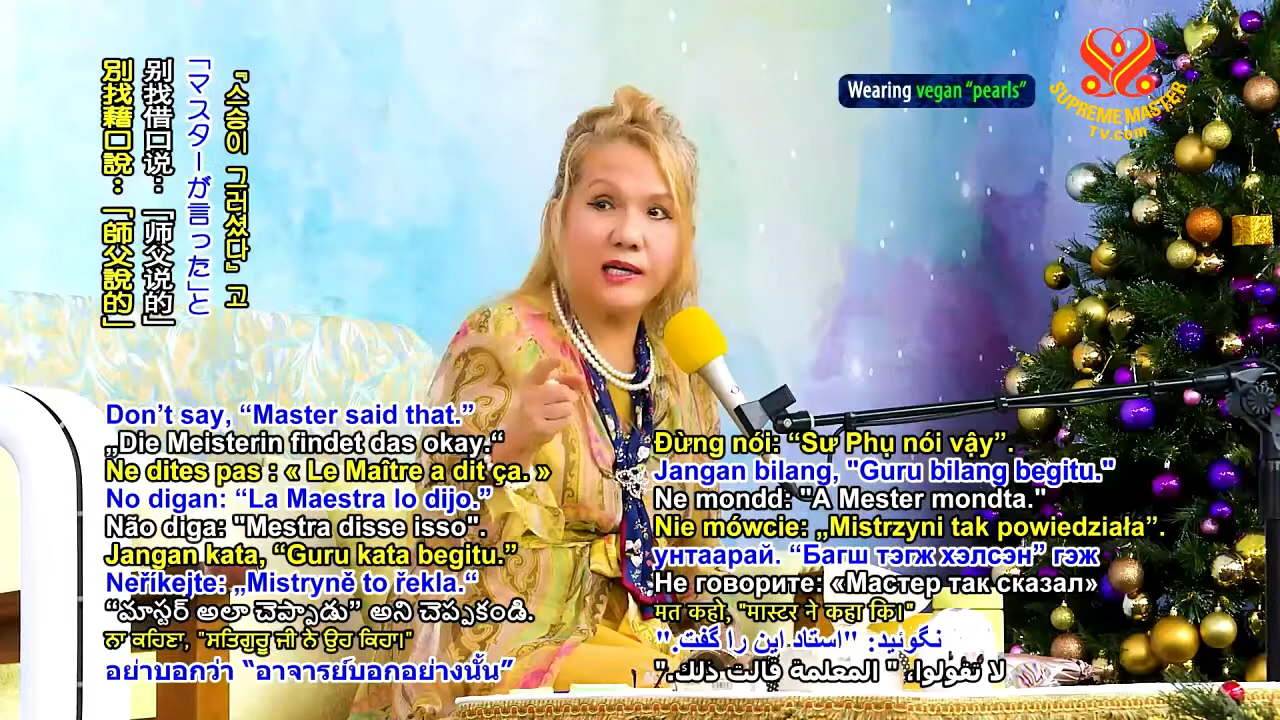 Wearing vegan “pearls”
SUPREME MASTER
TV.com
『스승이 그러셨다』 고
「マスターが言った」と
别找借口说：「师父说的」
別找藉口說：「師父說的」
Don’t say, “Master said that.”
„Die Meisterin findet das okay.“
Ne dites pas : « Le Maître a dit ça. »
No digan: “La Maestra lo dijo.”
Não diga: "Mestra disse isso".
Jangan kata, “Guru kata begitu.”
Neříkejte: „Mistryně to řekla.“
“మాస్టర్ అలా చెప్పాడు” అని చెప్పకండి.
ਨਾ ਕਹਿਣਾ, "ਸਤਿਗੁਰੂ ਜੀ ਨੇ ਉਹ ਕਿਹਾ।"
อย่าบอกว่า “อาจารย์บอกอย่างนั้น”
Đừng nói: “Sư Phụ nói vậy”.
Jangan bilang, "Guru bilang begitu."
Ne mondd: "A Mester mondta."
Nie mówcie: „Mistrzyni tak powiedziała”.
унтаарай. “Багш тэгж хэлсэн” гэж
Не говорите: «Мастер так сказал»
मत कहो, "मास्टर ने कहा कि।"
نگوئید: "استاد این را گفت."
لا تقولوا، " المعلمة قالت ذلك."